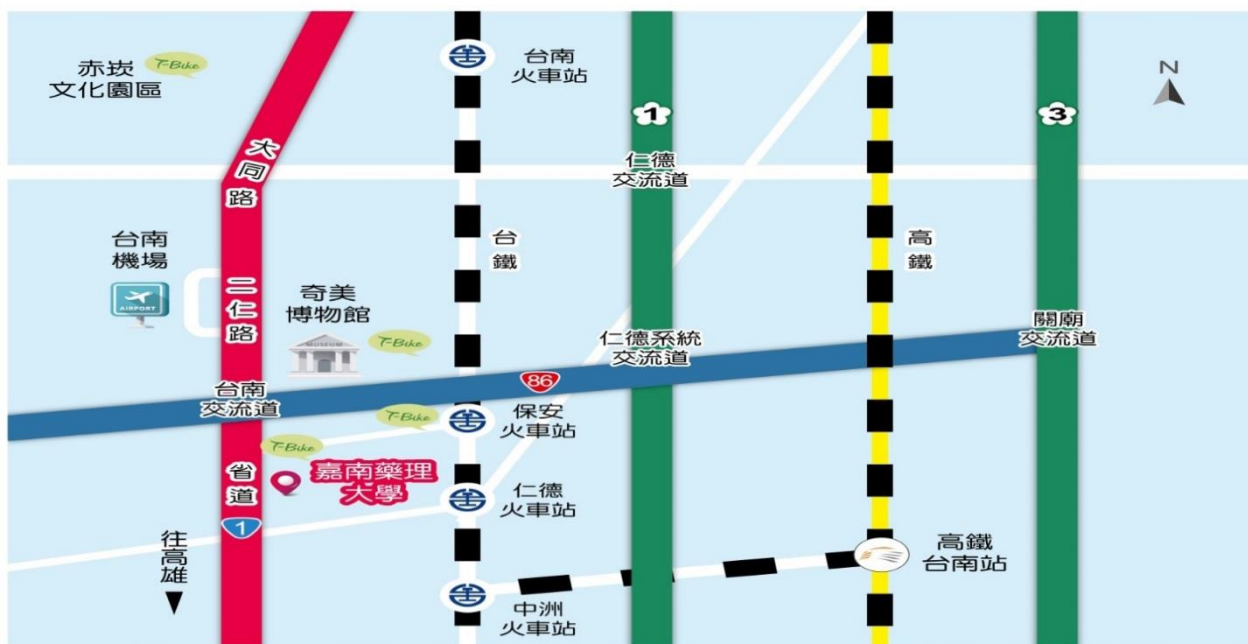 赤崁
文化園區
T-Bike
台南
火車站
N
1
3
大同路
仁德
交流道
台南
機場
AIRPORT
二仁路
奇美
博物館
MUSEUM
T-Bike
台鐵
高鐵
仁德系統
交流道
關廟
交流道
台南
交流道
86
T-Bike
保安
火車站
T-Bike
省道
嘉南藥理
大學
仁德
火車站
1
往高雄
中洲
火車站
高鐵
台南站